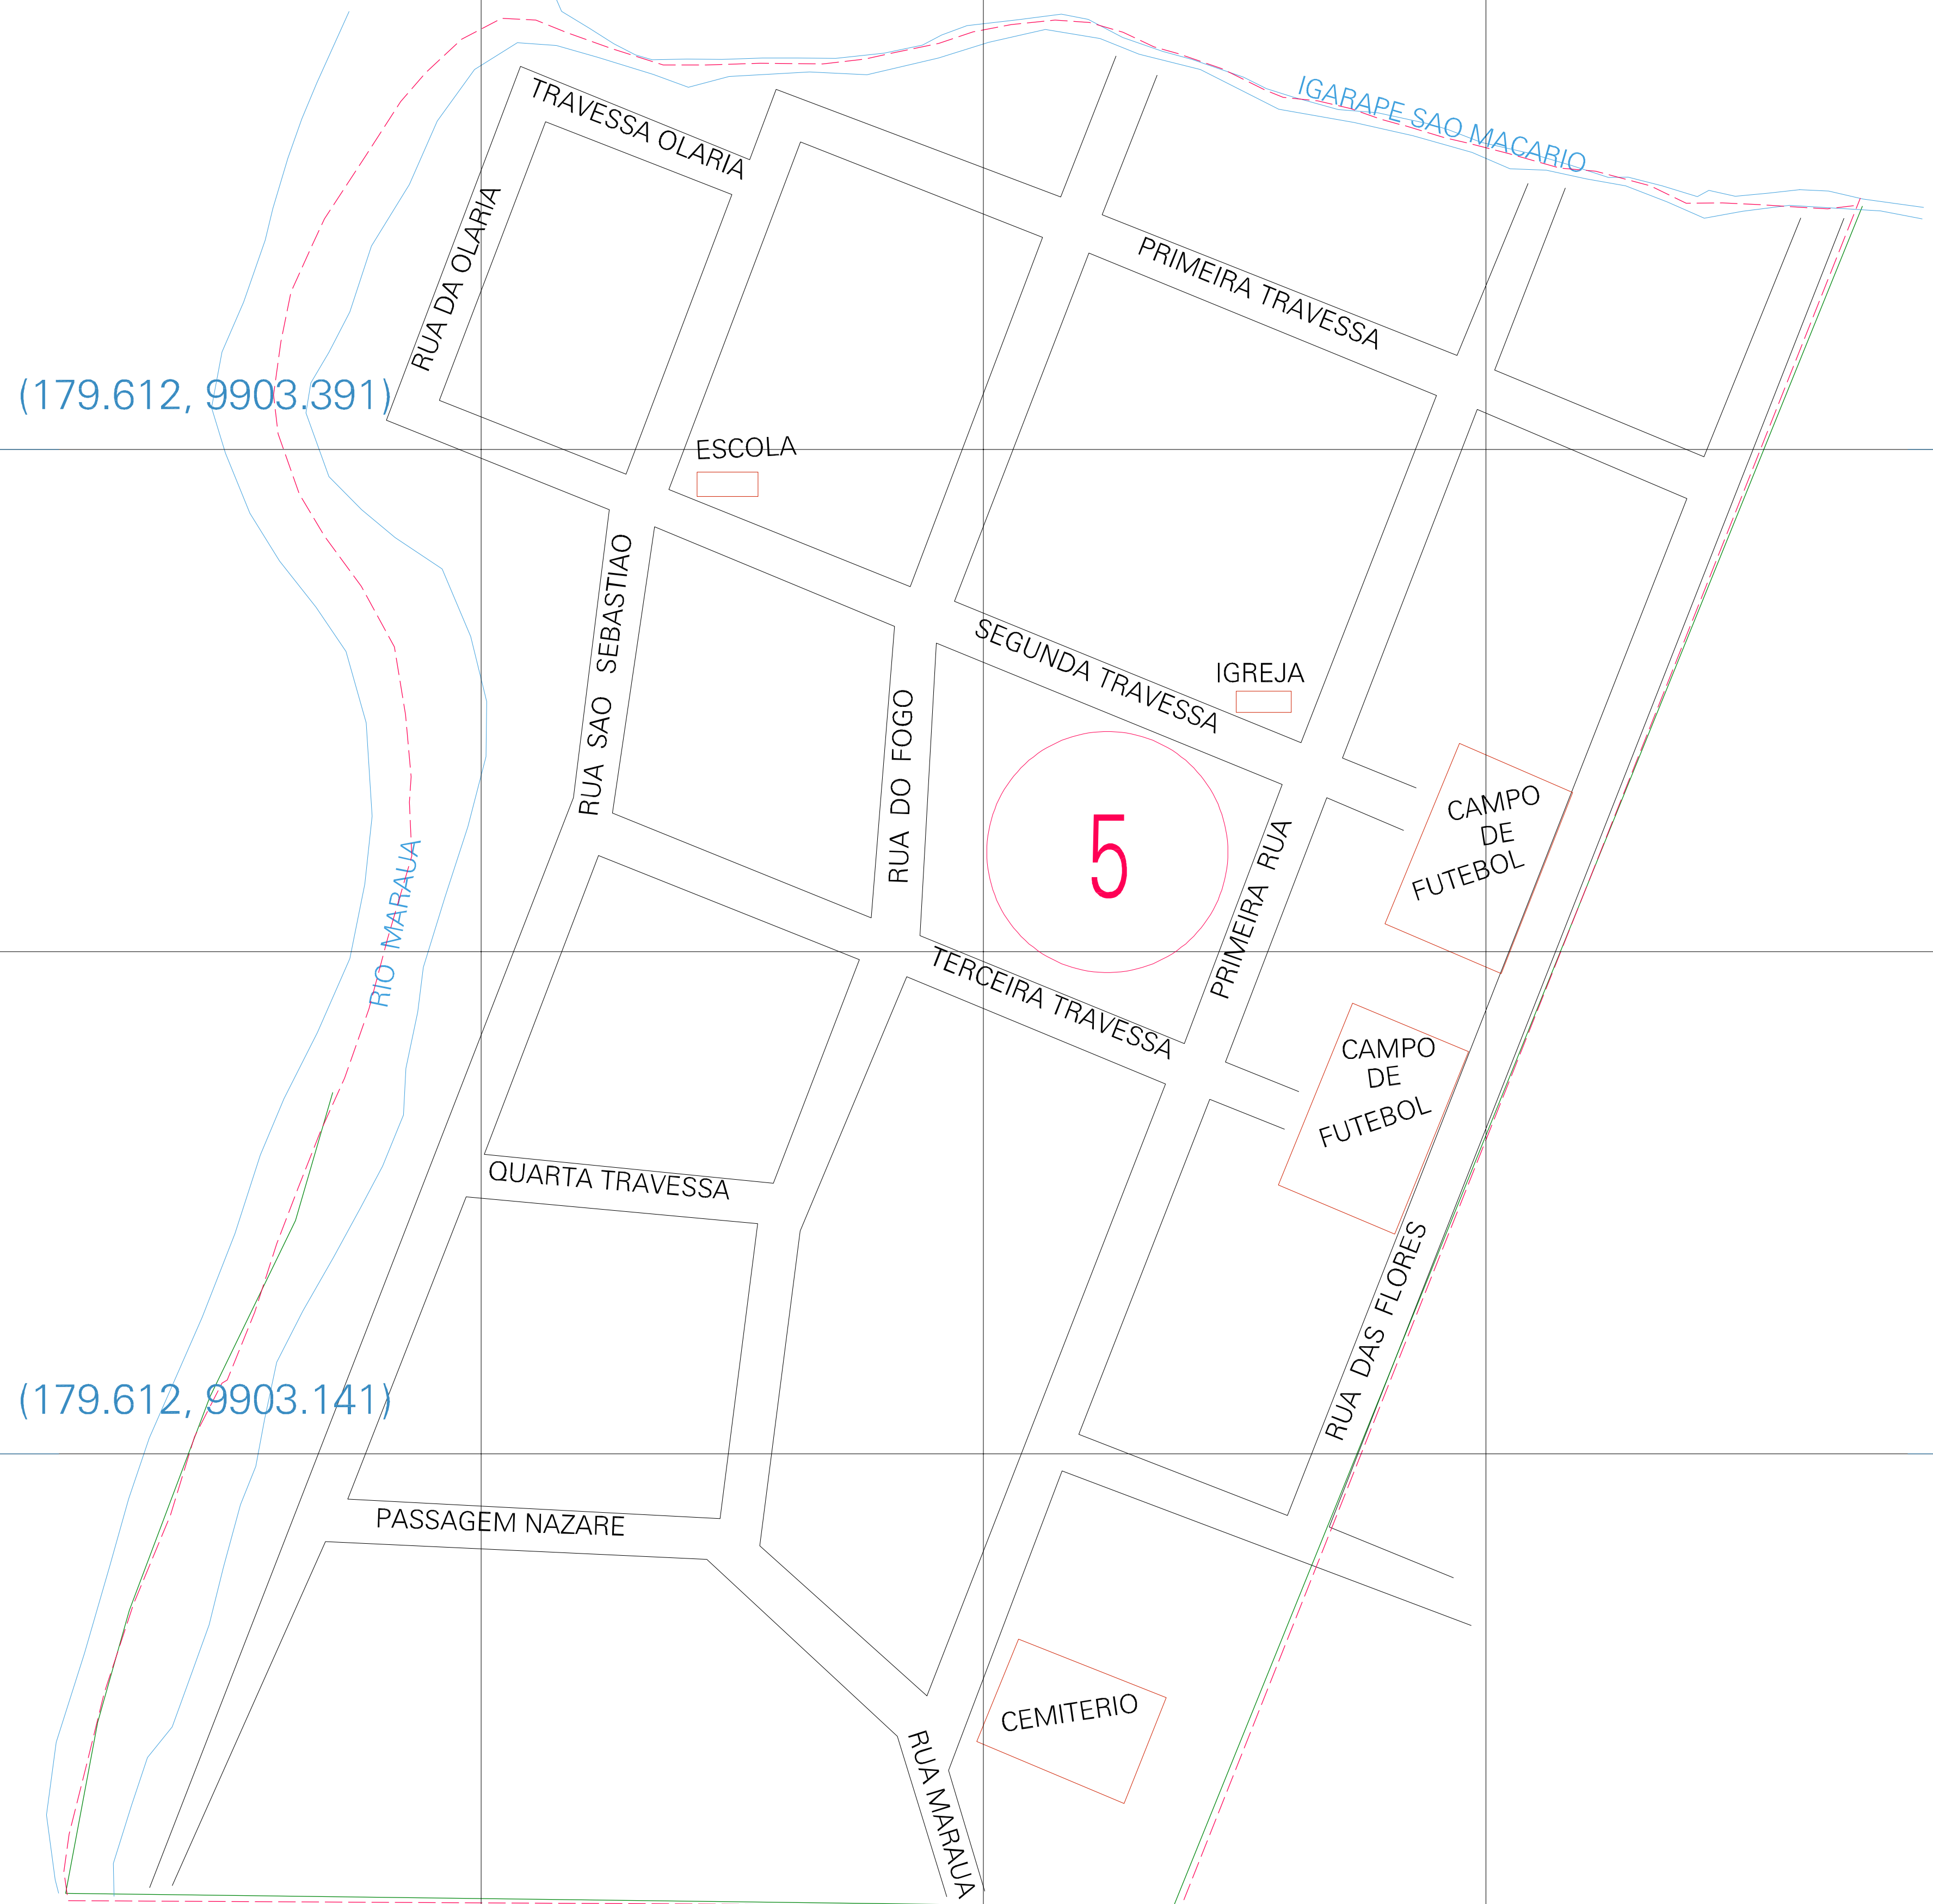 IGARAPE SAO MACARIO
TRAVESSA OLARIA
RUA DA OLARIA
PRIMEIRA TRAVESSA
(179.612, 9903.391)
ESCOLA
RUA SAO SEBASTIAO
SEGUNDA TRAVESSA
IGREJA
RUA DO FOGO
5
PRIMEIRA RUA
CAMPO
DE
FUTEBOL
RIO MARAUA
TERCEIRA TRAVESSA
CAMPO
DE
FUTEBOL
QUARTA TRAVESSA
RUA DAS FLORES
(179.612, 9903.141)
PASSAGEM NAZARE
CEMITERIO
RUA MARAUA